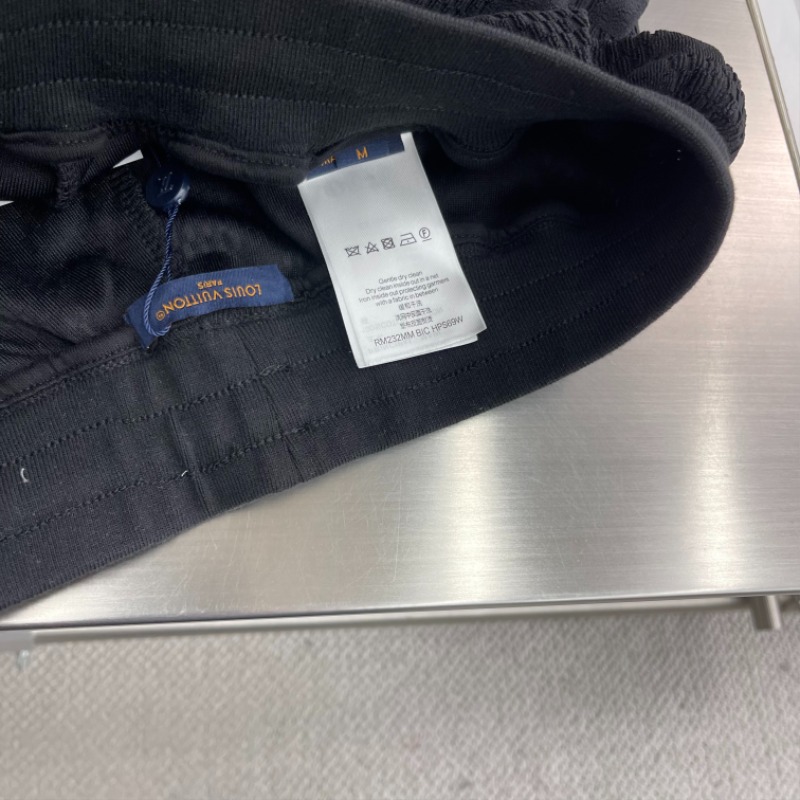 M
LOUIS VUITTON®
PARIS
Gentle dry clean
Dry clean inside out in a net
Iron inside out protecting garment
with a fabric in between
RM232MM BIC HPS69W